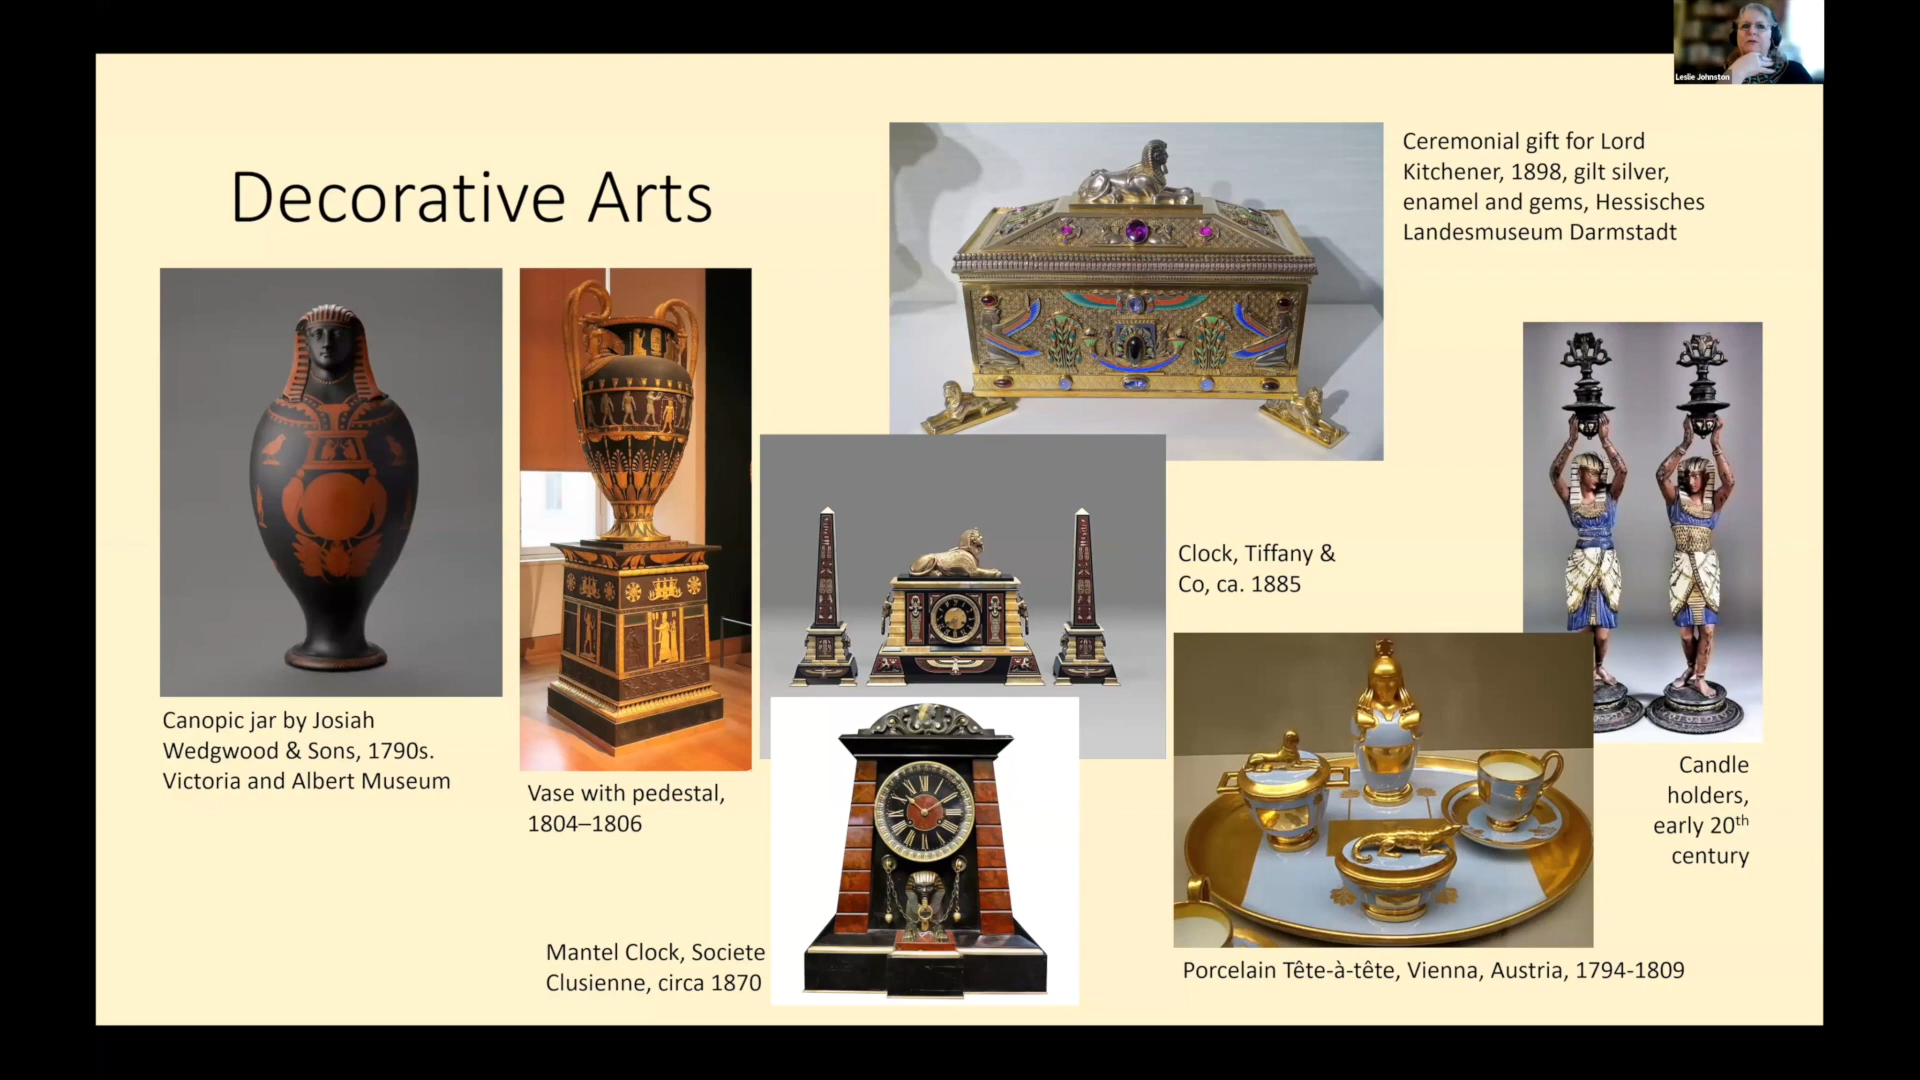 Leslie Johnston
Decorative Arts
Ceremonial gift for Lord
Kitchener, 1898, gilt silver,
enamel and gems, Hessisches
Landesmuseum Darmstadt
Canopic jar by Josiah
Wedgwood & Sons, 1790s.
Victoria and Albert Museum
Vase with pedestal,
1804–1806
Clock, Tiffany &
Co, ca. 1885
Candle
holders,
early 20th
century
Mantel Clock, Societe
Clusienne, circa 1870
Porcelain Tête-à-tête, Vienna, Austria, 1794-1809